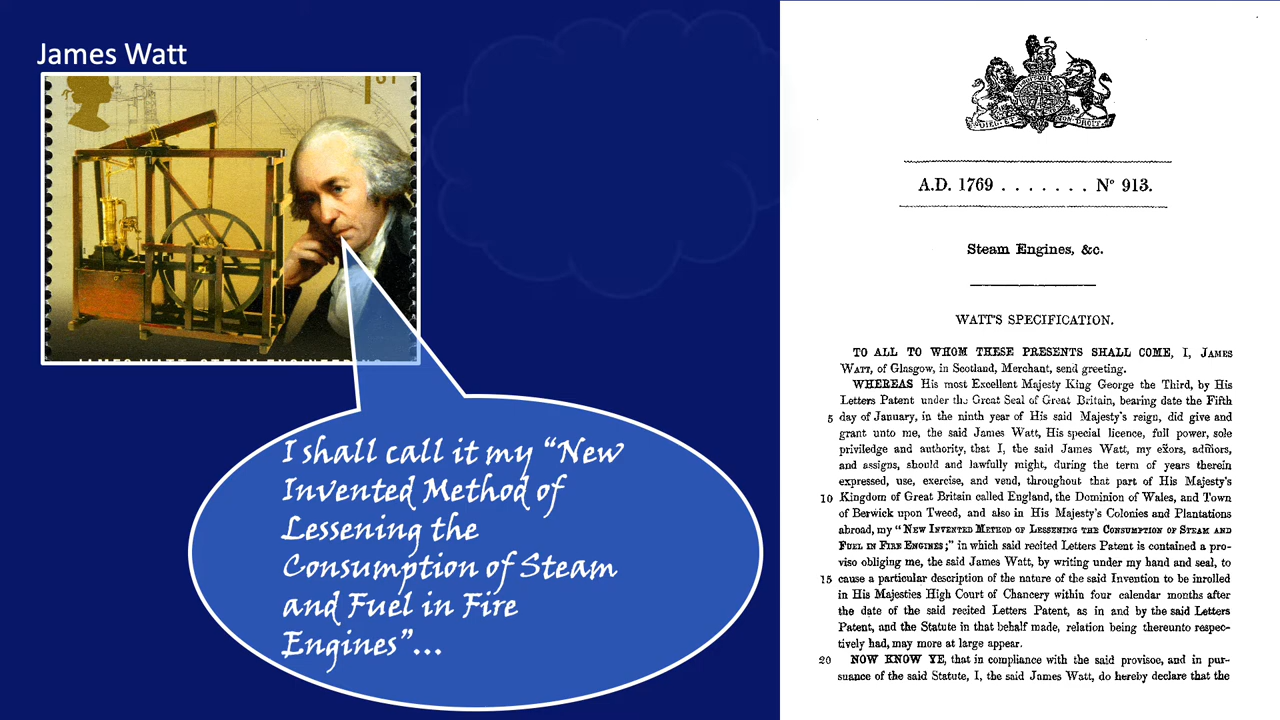 James Watt
1ST
JAMES WATT STEAM ENGINEERING
I shall call it my “New
Invented Method of
Lessening the
Consumption of Steam
and Fuel in Fire
Engines”...
DIEU ET MON DROIT
A.D. 1769 . . . . . . . Nº 913.
Steam Engines, &c.
WATT'S SPECIFICATION.
TO ALL TO WHOM THESE PRESENTS SHALL COME, I, JAMES
WATT, of Glasgow, in Scotland, Merchant, send greeting.
WHEREAS His most Excellent Majesty King George the Third, by His
Letters Patent under the Great Seal of Great Britain, bearing date the Fifth
5 day of January, in the ninth year of His said Majesty's reign, did give and
grant unto me, the said James Watt, His special licence, full power, sole
priviledge and authority, that I, the said James Watt, my exors, admors,
and assigns, should and lawfully might, during the term of years therein
expressed, use, exercise, and vend, throughout that part of His Majesty's
10 Kingdom of Great Britain called England, the Dominion of Wales, and Town
of Berwick upon Tweed, and also in His Majesty's Colonies and Plantations
abroad, my “NEW INVENTED METHOD OF LESSENING THE CONSUMPTION OF STEAM AND
FUEL IN FIRE ENGINES;” in which said recited Letters Patent is contained a pro-
viso obliging me, the said James Watt, by writing under my hand and seal, to
15 cause a particular description of the nature of the said Invention to be inrolled
in His Majesties High Court of Chancery within four calendar months after
the date of the said recited Letters Patent, as in and by the said Letters
Patent, and the Statute in that behalf made, relation being thereunto respec-
tively had, may more at large appear.
20 NOW KNOW YE, that in compliance with the said provisoe, and in pur-
suance of the said Statute, I, the said James Watt, do hereby declare that the